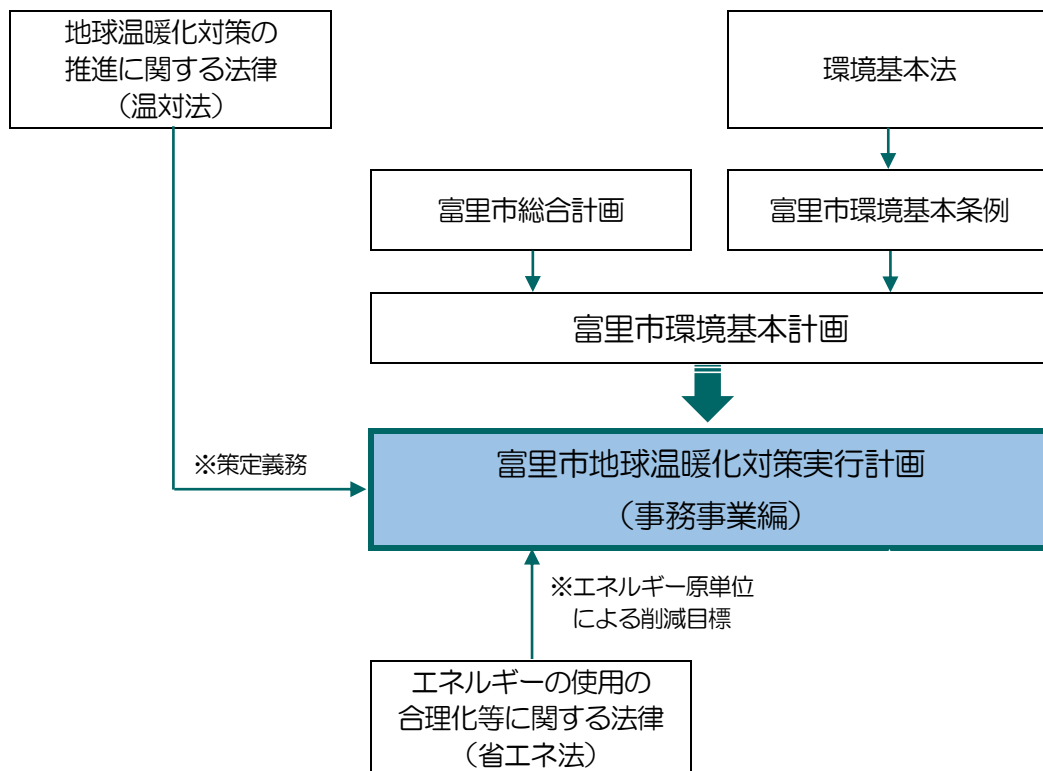 地球温暖化対策の
推進に関する法律
（温対法）
環境基本法
富里市総合計画
富里市環境基本条例
富里市環境基本計画
※策定義務
富里市地球温暖化対策実行計画
（事務事業編）
※エネルギー原単位
による削減目標
エネルギーの使用の
合理化等に関する法律
（省エネ法）